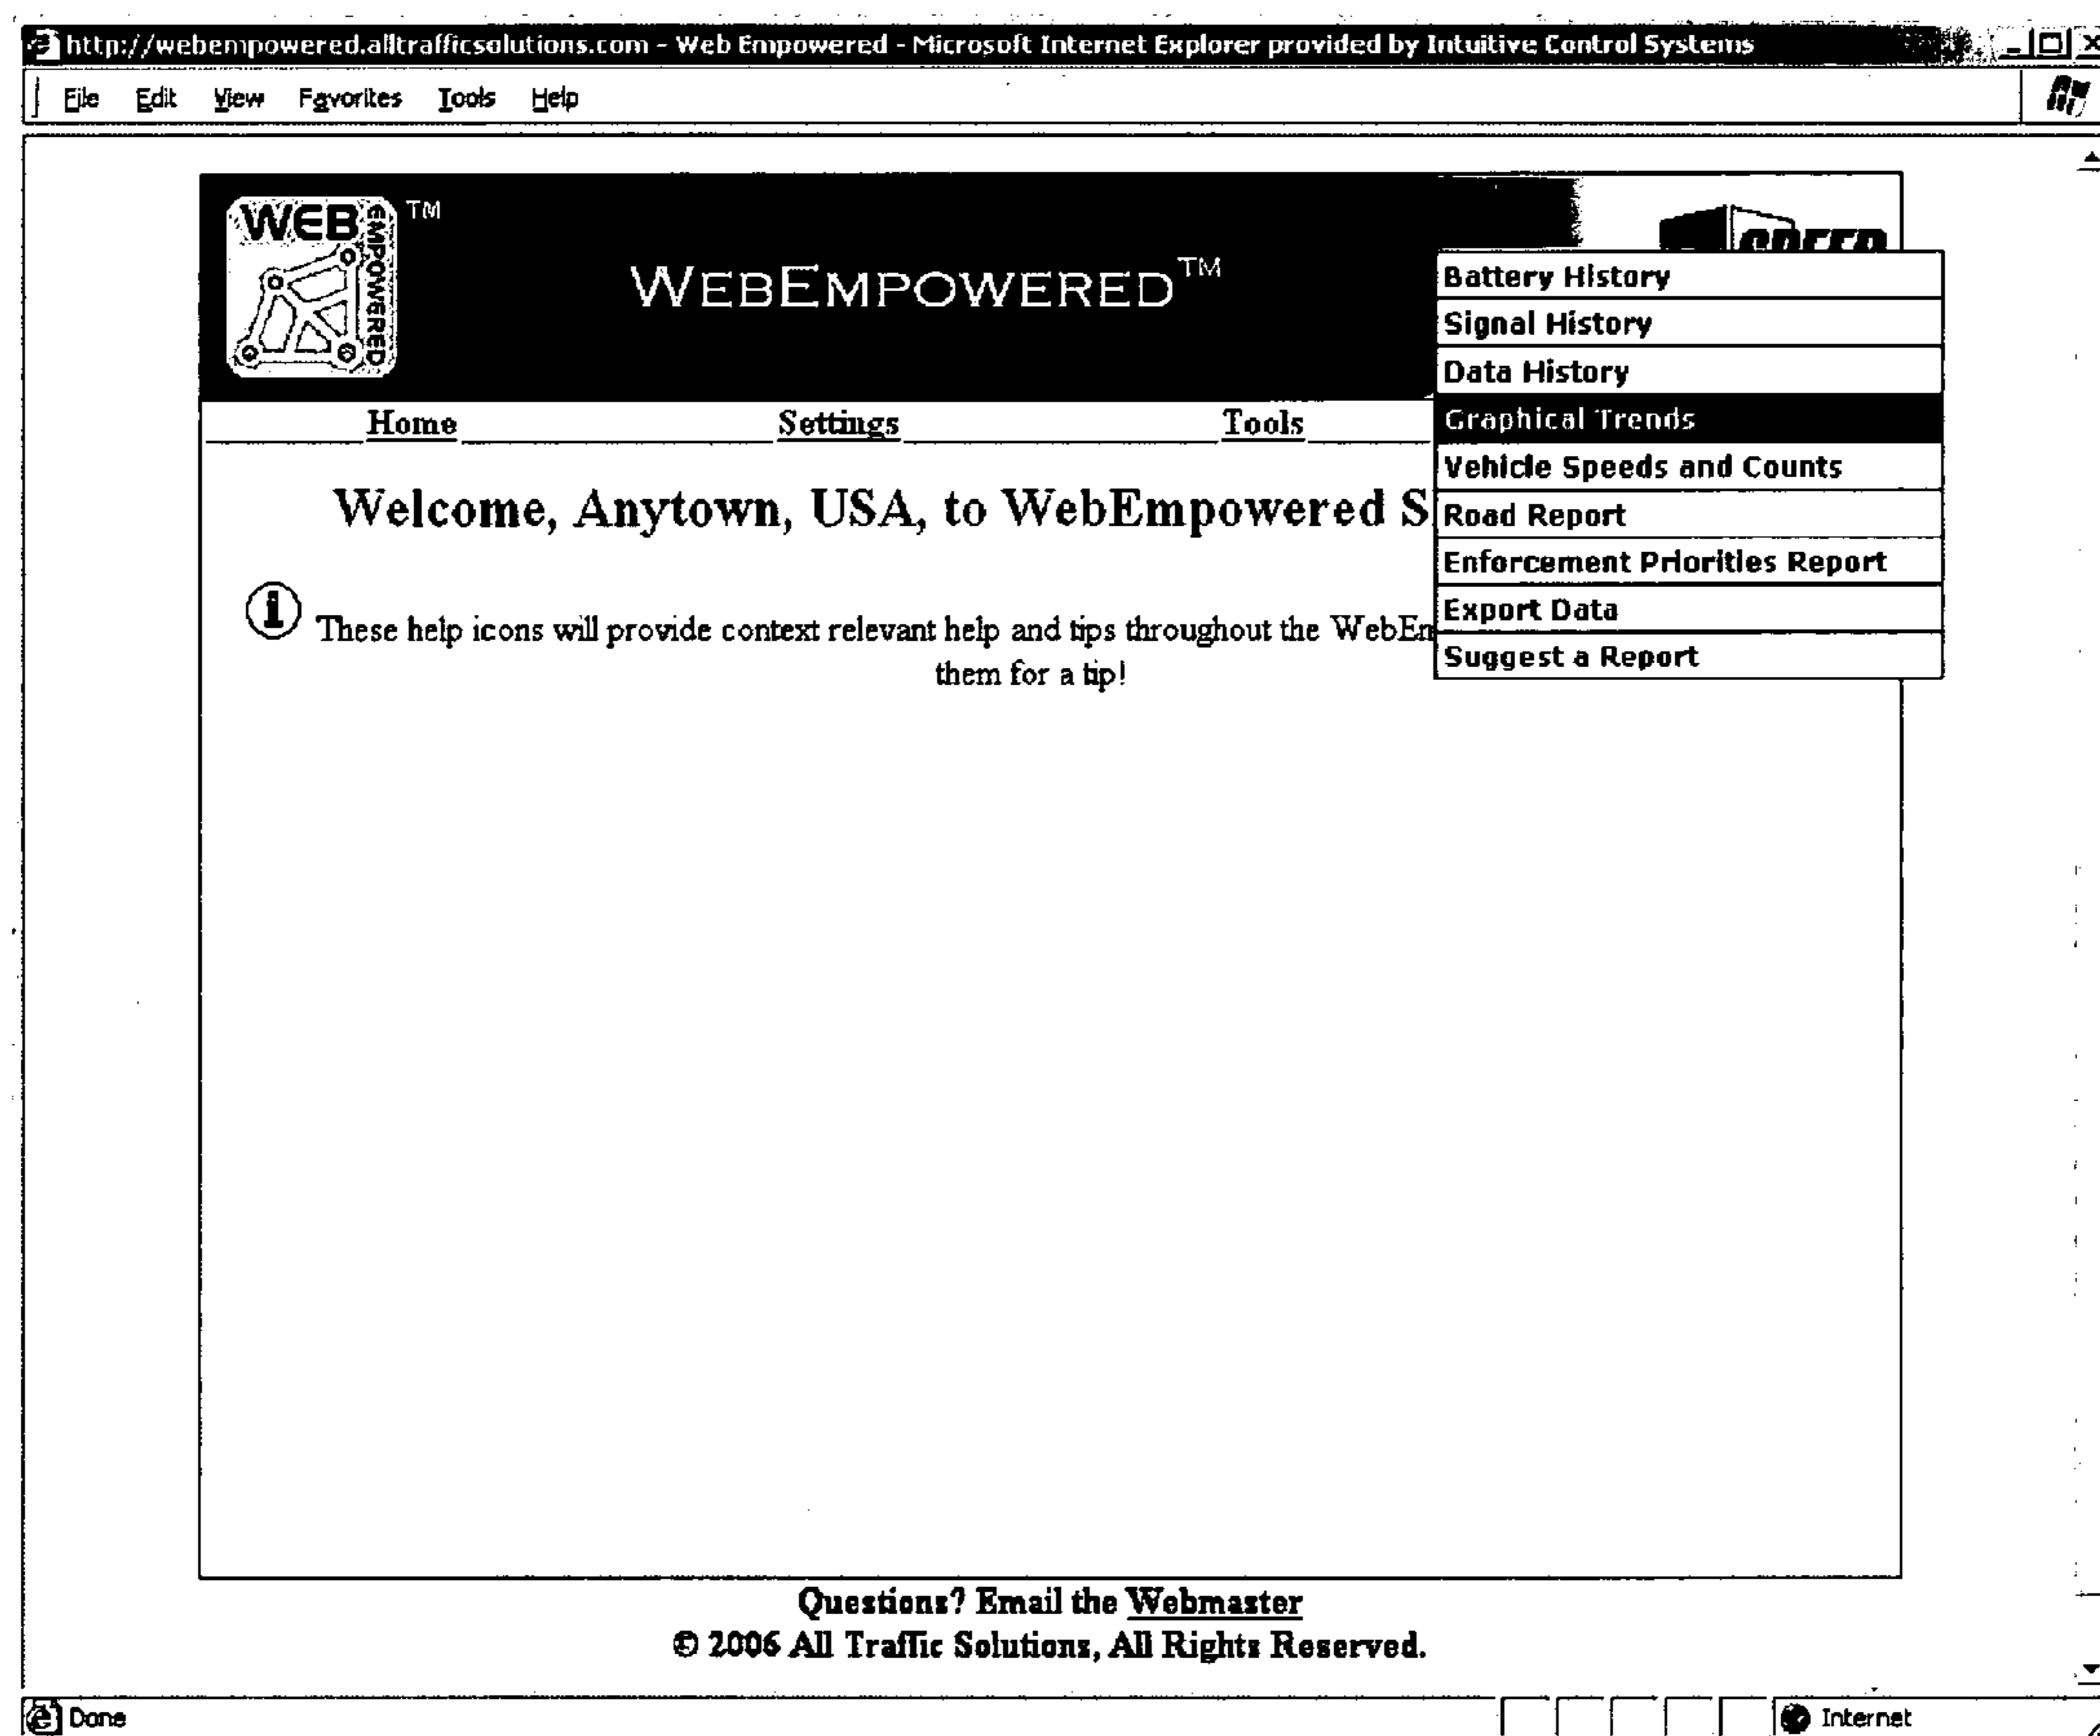 http://webempowered.alltrafficsolutions.com - Web Empowered - Microsoft Internet Explorer provided by Intuitive Control Systems
File Edit View Favorites Tools Help
WEB EMPOWERED TM
WEBEMPOWERED TM
SPEED
Battery History
Signal History
Data History
Graphical Trends
Vehicle Speeds and Counts
Road Report
Enforcement Priorities Report
Export Data
Suggest a Report
Home Settings Tools
Welcome, Anytown, USA, to WebEmpowered S
These help icons will provide context relevant help and tips throughout the WebEm
them for a tip!
Questions? Email the Webmaster
© 2006 All Traffic Solutions, All Rights Reserved.
Done Internet